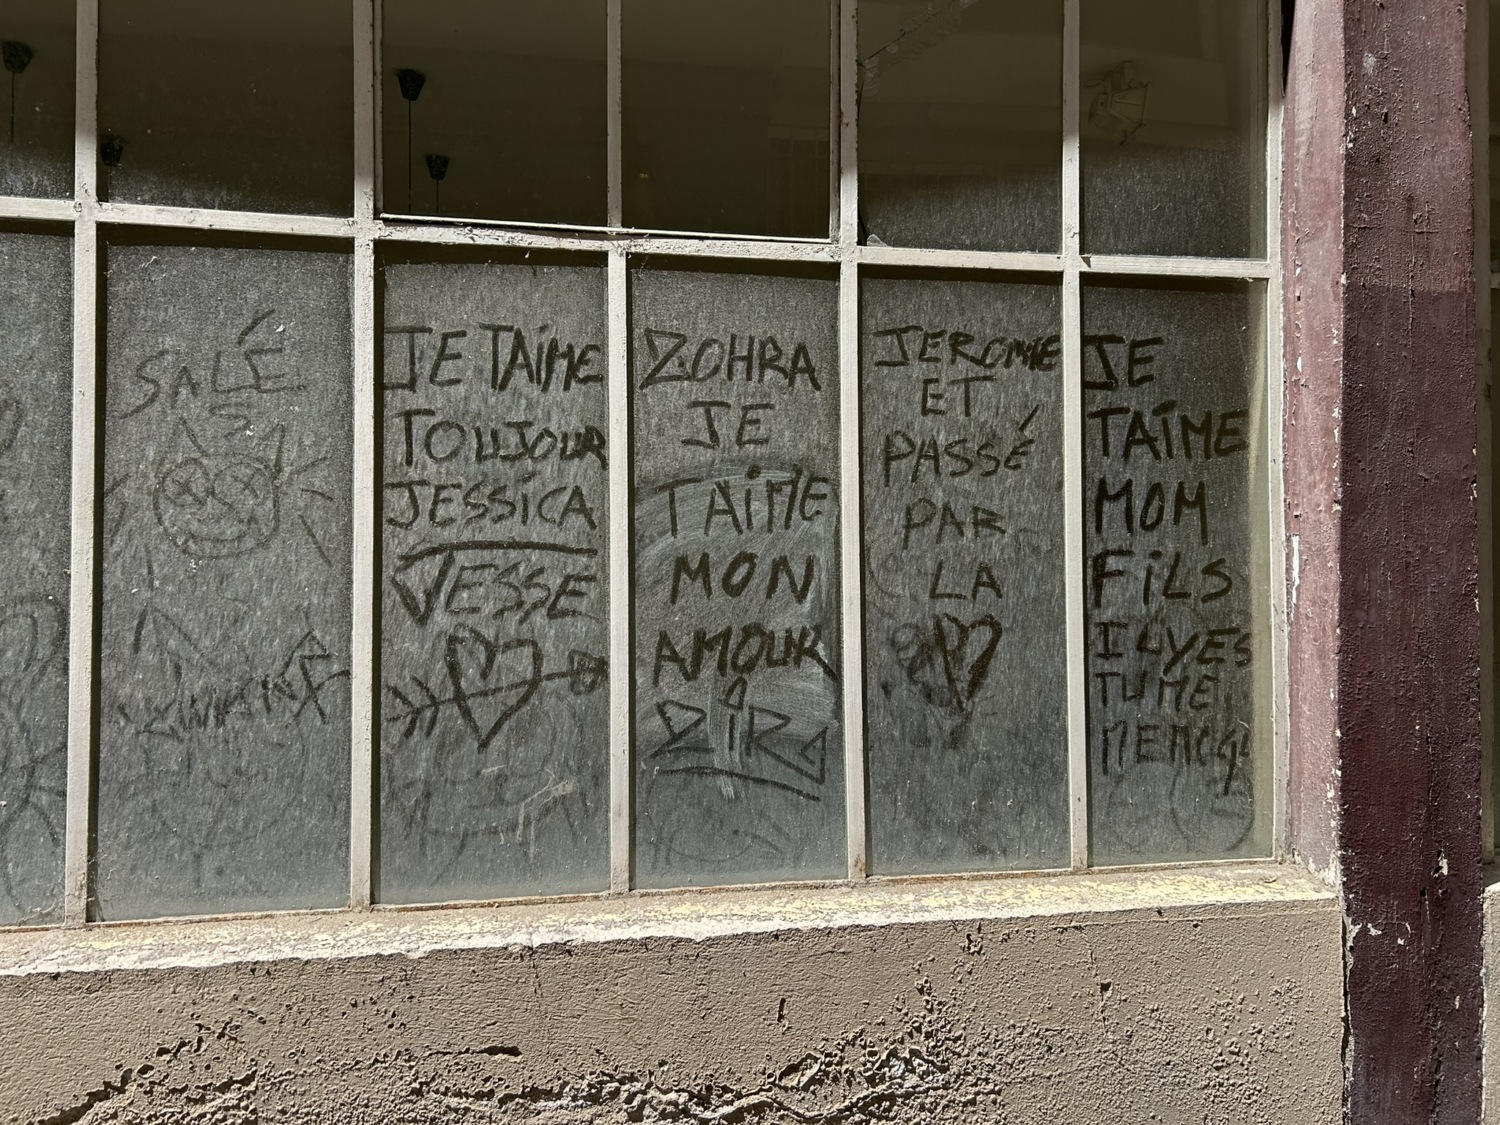 SALÉ
JE TAIME
TOUJOUR
JESSICA
JESSE
ZOHRA
JE
TAIME
MON
AMOUR
ZIRA
JEROME
ET
PASSÉ
PAR
LA
JE
TAIME
MOM
FILS
ILYES
TU ME